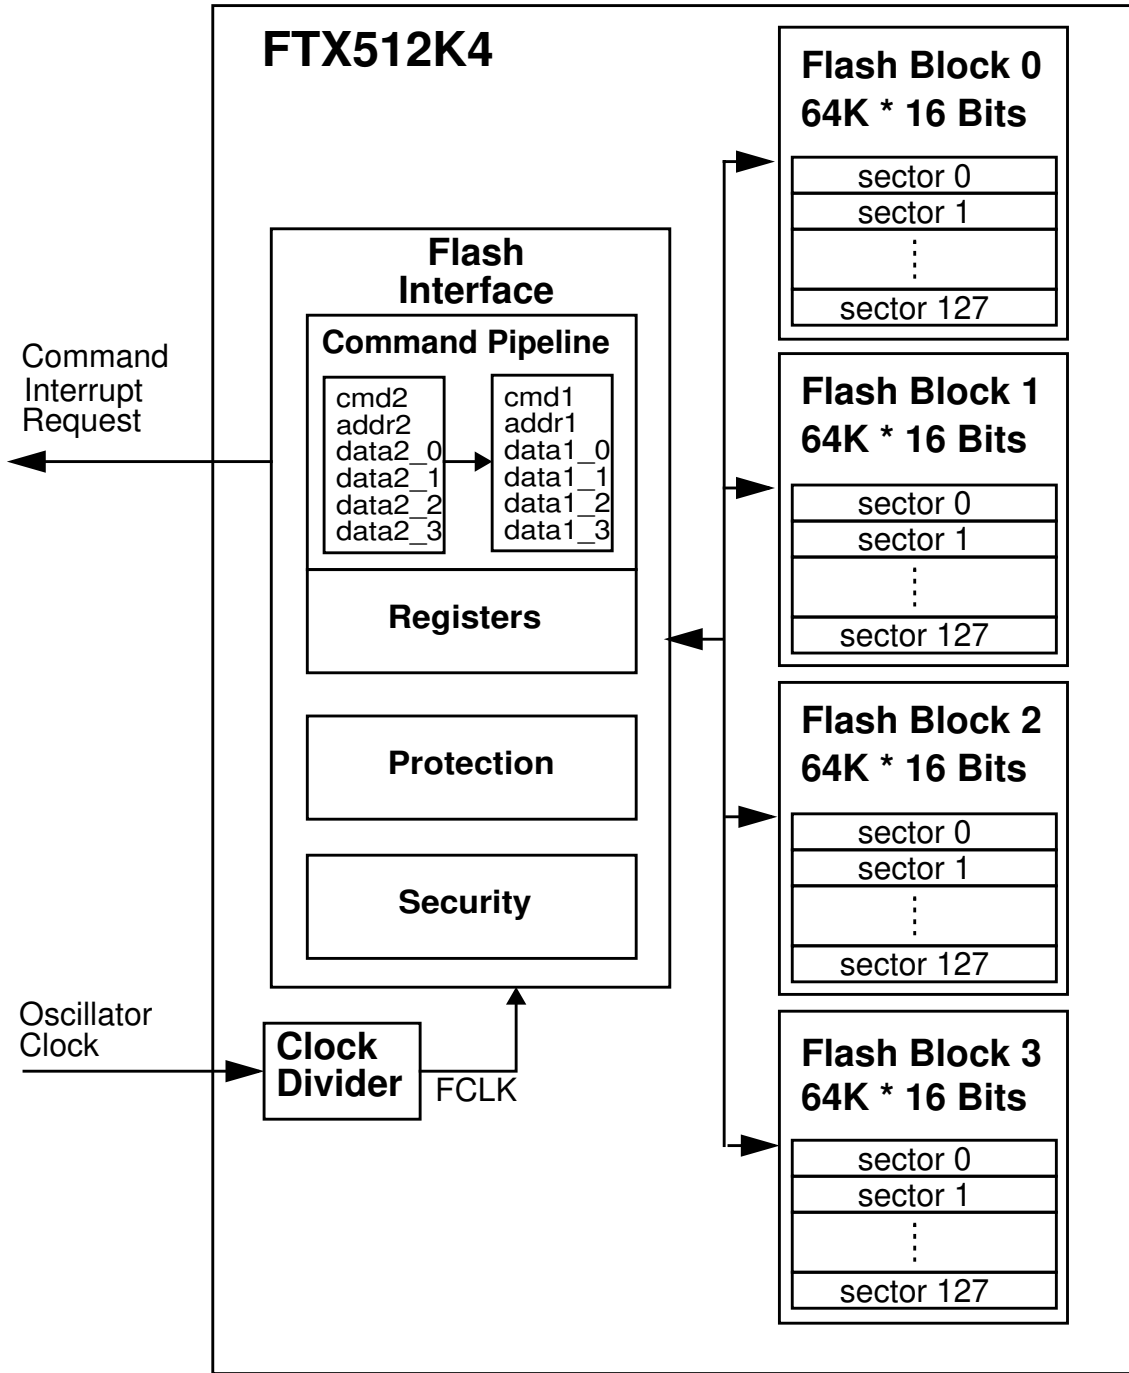 FTX512K4
Flash Block 0
64K * 16 Bits
sector 0
sector 1
sector 127
Flash
Interface
Command Pipeline
cmd2
addr2
data2_0
data2_1
data2_2
data2_3
cmd1
addr1
data1_0
data1_1
data1_2
data1_3
Registers
Protection
Security
Command
Interrupt
Request
Flash Block 1
64K * 16 Bits
sector 0
sector 1
sector 127
Flash Block 2
64K * 16 Bits
sector 0
sector 1
sector 127
Oscillator
Clock
Clock
Divider
FCLK
Flash Block 3
64K * 16 Bits
sector 0
sector 1
sector 127